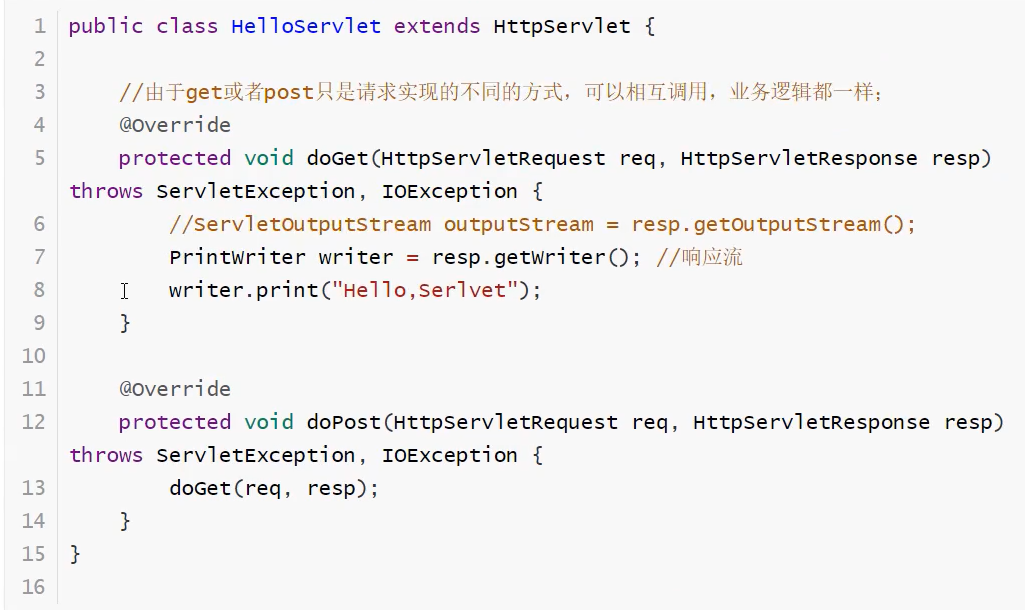 1 public class HelloServlet extends HttpServlet {
2
3 //由于get或者post只是请求实现的不同的方式，可以相互调用，业务逻辑都一样；
4 @Override
5 protected void doGet(HttpServletRequest req, HttpServletResponse resp)
throws ServletException, IOException {
6 //ServletOutputStream outputStream = resp.getOutputStream();
7 PrintWriter writer = resp.getWriter(); //响应流
8 writer.print("Hello,Serlvet");
9 }
10
11 @Override
12 protected void doPost(HttpServletRequest req, HttpServletResponse resp)
throws ServletException, IOException {
13 doGet(req, resp);
14 }
15 }
16